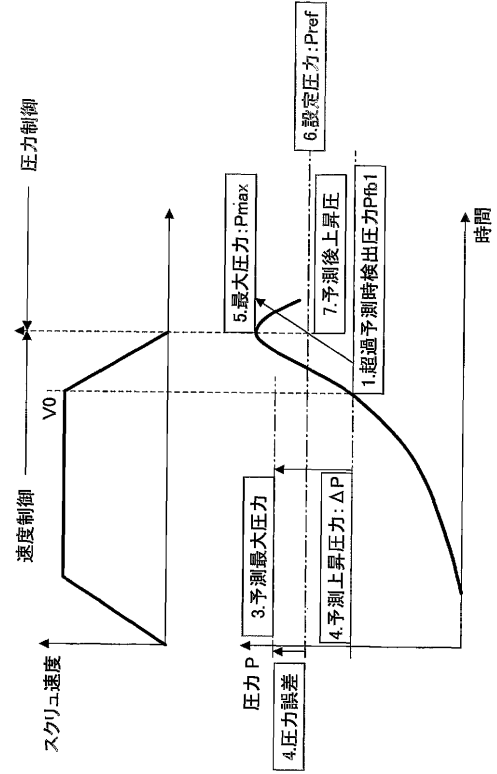 速度制御
圧力制御
スクリュ速度
V0
圧力 P
5.最大圧力:Pmax
3.予測最大圧力
6.設定圧力:Pref
4.圧力誤差
4.予測上昇圧力:ΔP
7.予測後上昇圧
1.超過予測時検出圧力Pfb1
時間